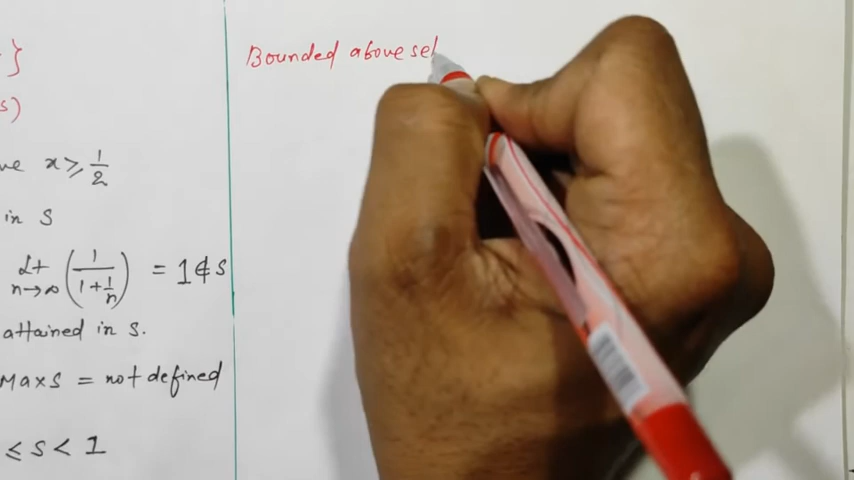 }
s)
x ⩾ 1/2
in S
Lt n→∞ (1/(1+1/n)) = 1 ∉ S
attained in S.
Max S = not defined
≤ S < 1
Bounded above set